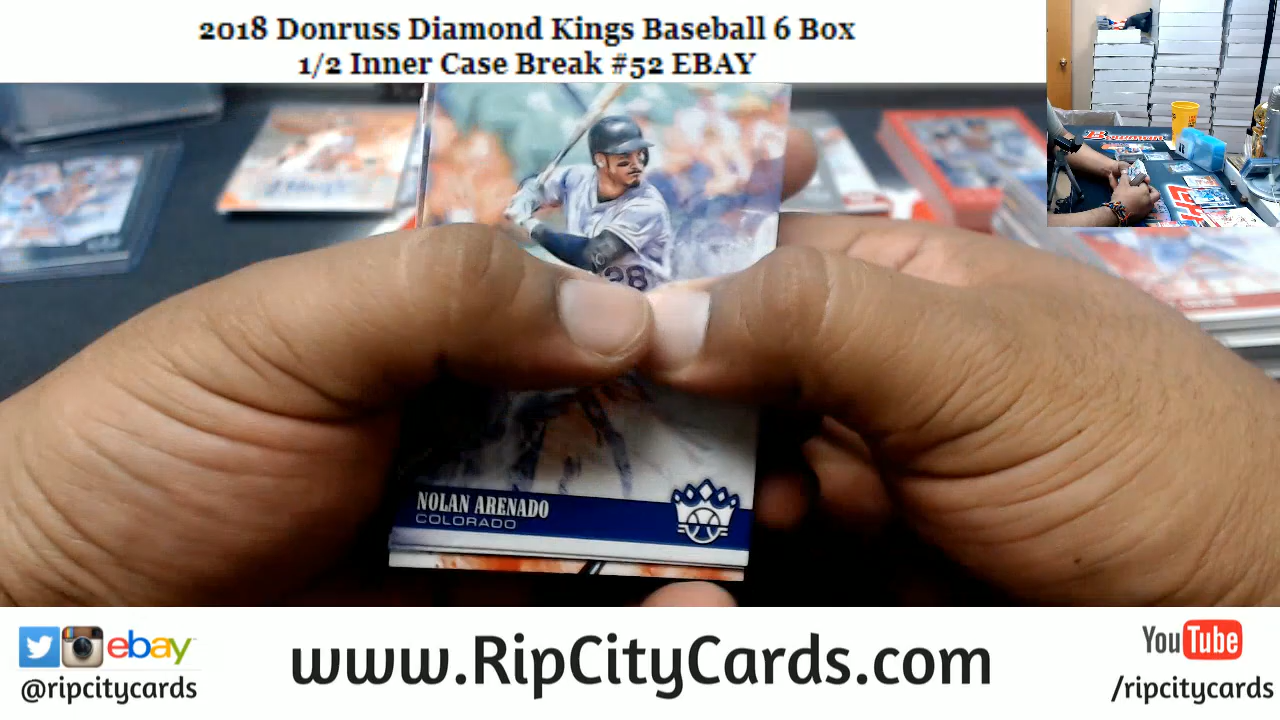 2018 Donruss Diamond Kings Baseball 6 Box
1/2 Inner Case Break #52 EBAY
28
NOLAN ARENADO
COLORADO
ebay
@ripcitycards
www.RipCityCards.com
YouTube
/ripcitycards